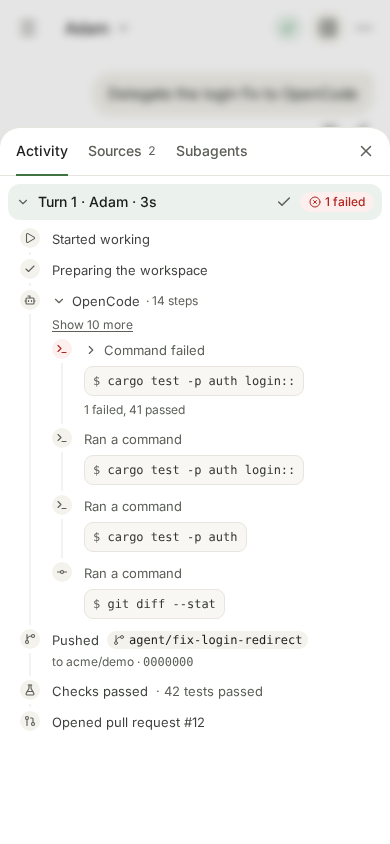 Adam
Delegate the login fix to OpenCode
Activity Sources 2 Subagents
Turn 1 · Adam · 3s 1 failed
Started working
Preparing the workspace
OpenCode · 14 steps
Show 10 more
Command failed
$ cargo test -p auth login::
1 failed, 41 passed
Ran a command
$ cargo test -p auth login::
Ran a command
$ cargo test -p auth
Ran a command
$ git diff --stat
Pushed agent/fix-login-redirect
to acme/demo · 0000000
Checks passed · 42 tests passed
Opened pull request #12